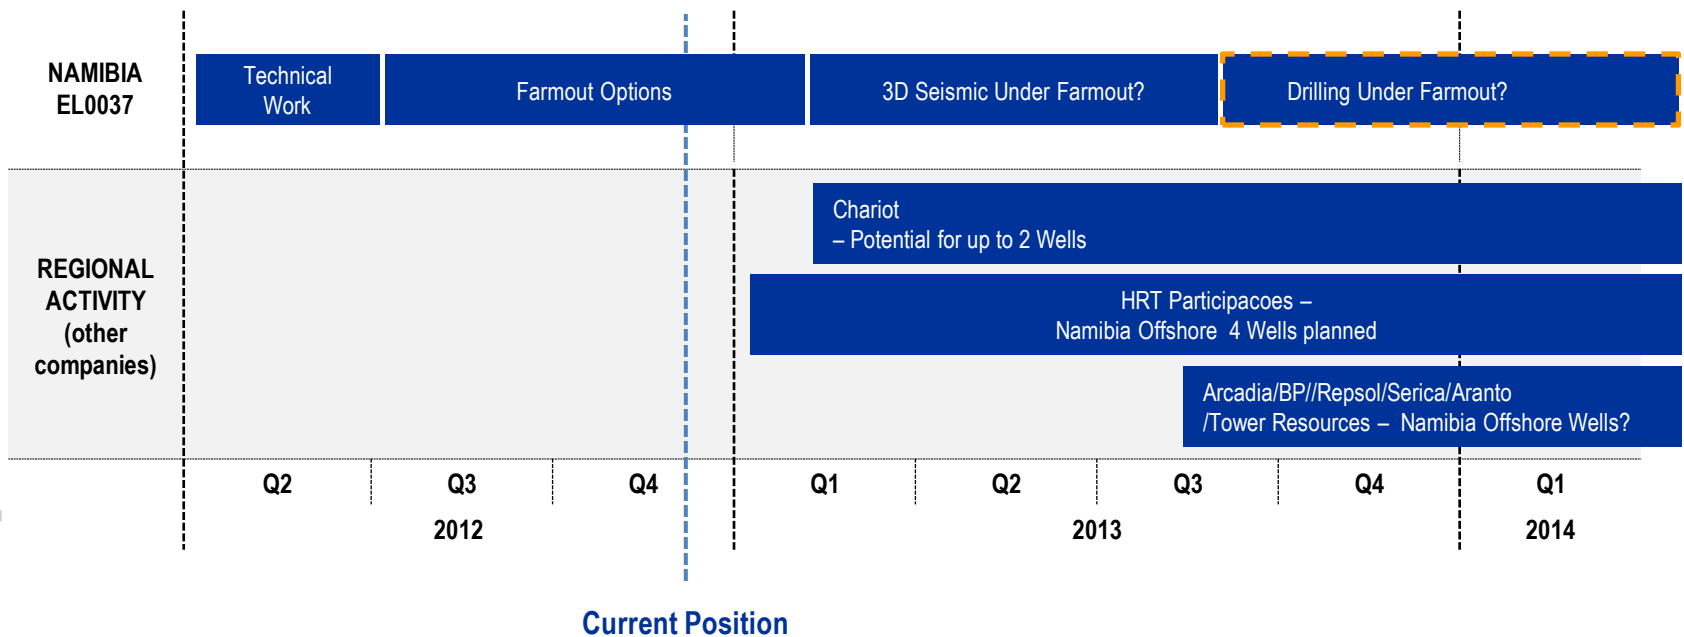 NAMIBIA
EL0037
Technical
Work
Farmout Options
3D Seismic Under Farmout?
Drilling Under Farmout?
REGIONAL
ACTIVITY
(other
companies)
Chariot
– Potential for up to 2 Wells
HRT Participacoes –
Namibia Offshore 4 Wells planned
Arcadia/BP//Repsol/Serica/Aranto
/Tower Resources – Namibia Offshore Wells?
Q2 Q3 Q4 Q1 Q2 Q3 Q4 Q1
2012 2013 2014
Current Position